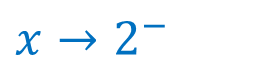 x → 2⁻